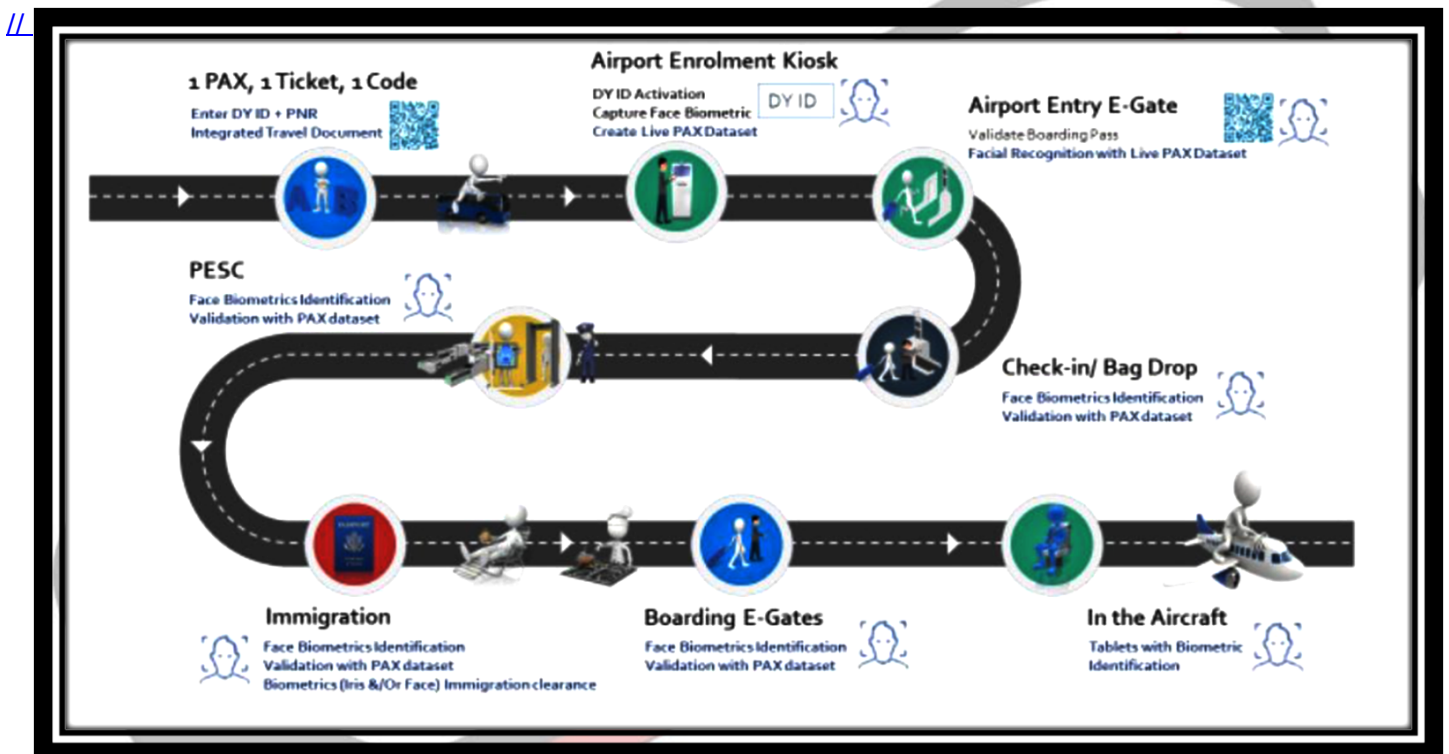 //
1 PAX, 1 Ticket, 1 Code
Enter DY ID + PNR
Integrated Travel Document
Airport Enrolment Kiosk
DY ID Activation
Capture Face Biometric
Create Live PAX Dataset
DY ID
Airport Entry E-Gate
Validate Boarding Pass
Facial Recognition with Live PAX Dataset
A B
PESC
Face Biometrics Identification
Validation with PAX dataset
Check-in/ Bag Drop
Face Biometrics Identification
Validation with PAX dataset
PASSPORT
Immigration
Face Biometrics Identification
Validation with PAX dataset
Biometrics (Iris &/Or Face) Immigration clearance
Boarding E-Gates
Face Biometrics Identification
Validation with PAX dataset
In the Aircraft
Tablets with Biometric
Identification